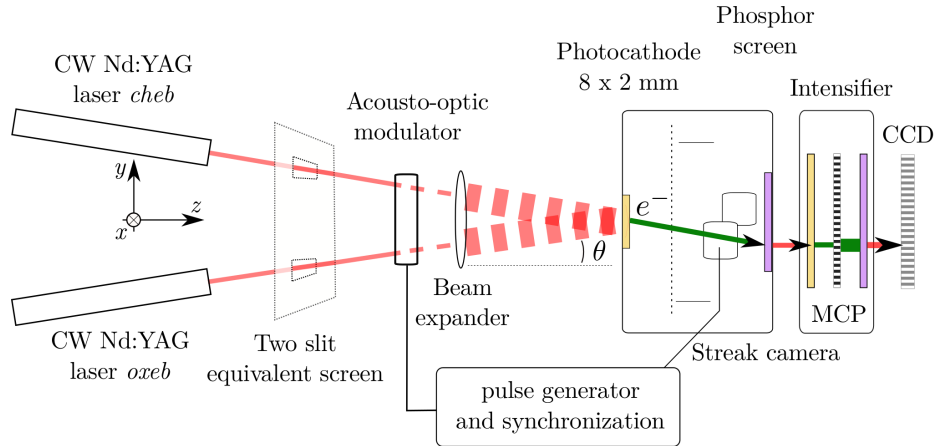 CW Nd:YAG
laser cheb
Acousto-optic
modulator
Photocathode
8 x 2 mm
Phosphor
screen
Intensifier
CCD
y
z
x
e−
θ
CW Nd:YAG
laser oxeb
Two slit
equivalent screen
Beam
expander
MCP
Streak camera
pulse generator
and synchronization